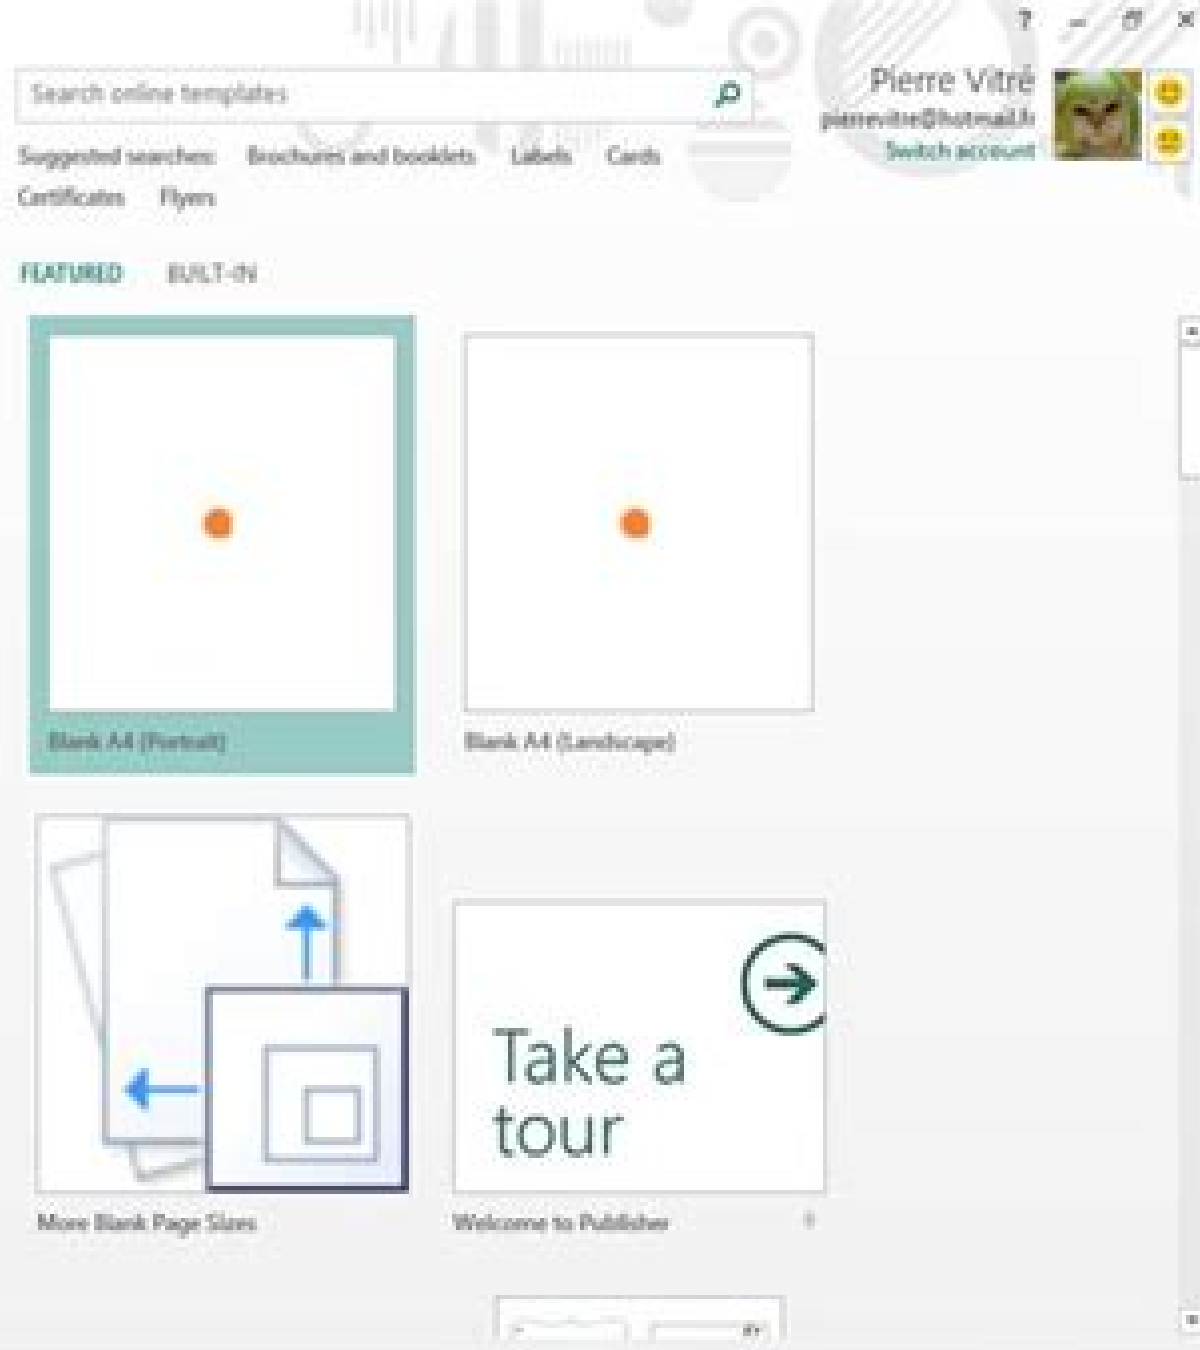 ?
Search online templates
Pierre Vitré
pierrevitre@hotmail.fr
Switch account
Suggested searches: Brochures and booklets Labels Cards
Certificates Flyers
FEATURED BUILT-IN
Blank A4 (Portrait) Blank A4 (Landscape)
Take a
tour
More Blank Page Sizes Welcome to Publisher